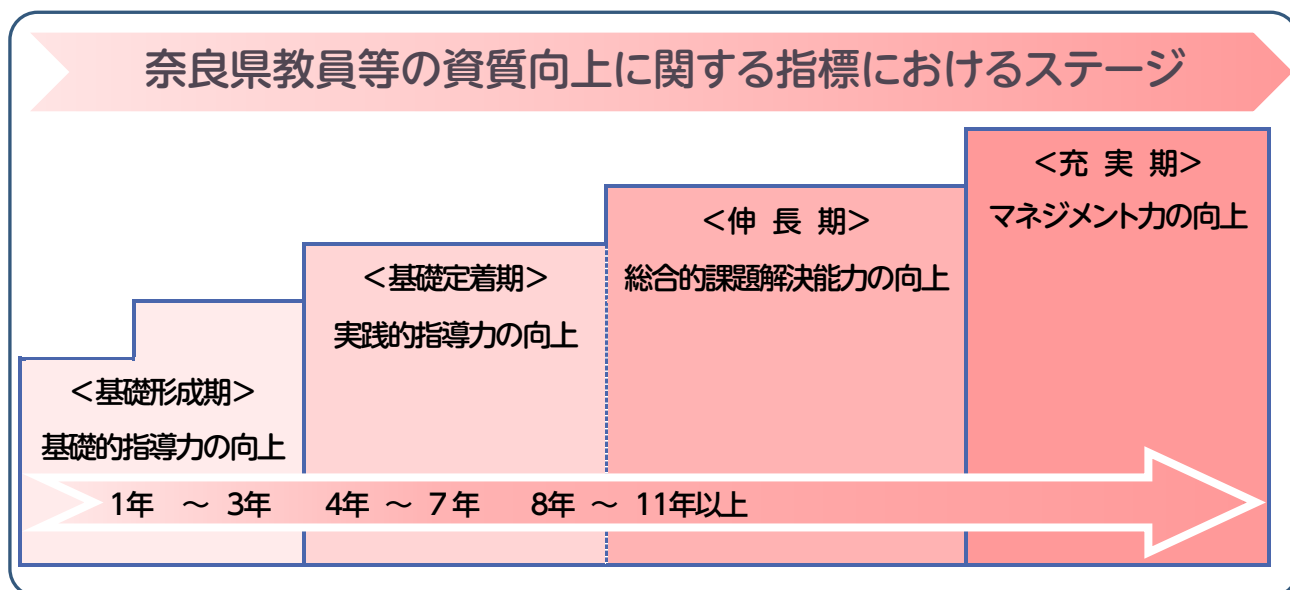 奈良県教員等の資質向上に関する指標におけるステージ
＜充 実 期＞
マネジメント力の向上
＜伸 長 期＞
総合的課題解決能力の向上
＜基礎定着期＞
実践的指導力の向上
＜基礎形成期＞
基礎的指導力の向上
1年 ～ 3年 4年 ～ 7年 8年 ～ 11年以上